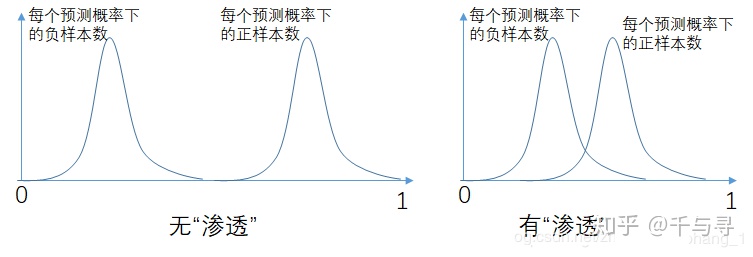 每个预测概率下
的负样本数
每个预测概率下
的正样本数
0
1
无“渗透”
每个预测概率下
的负样本数
每个预测概率下
的正样本数
0
1
有“渗透”
知乎 @千与寻